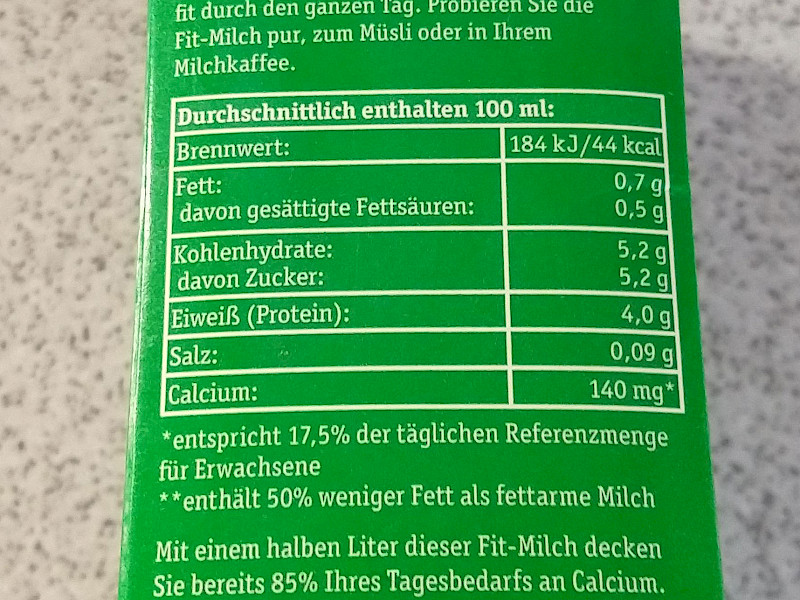 fit durch den ganzen Tag. Probieren Sie die
Fit-Milch pur, zum Müsli oder in Ihrem
Milchkaffee.
Durchschnittlich enthalten 100 ml:
Brennwert: 184 kJ/44 kcal
Fett: 0,7 g
davon gesättigte Fettsäuren: 0,5 g
Kohlenhydrate: 5,2 g
davon Zucker: 5,2 g
Eiweiß (Protein): 4,0 g
Salz: 0,09 g
Calcium: 140 mg*
*entspricht 17,5% der täglichen Referenzmenge
für Erwachsene
**enthält 50% weniger Fett als fettarme Milch
Mit einem halben Liter dieser Fit-Milch decken
Sie bereits 85% Ihres Tagesbedarfs an Calcium.